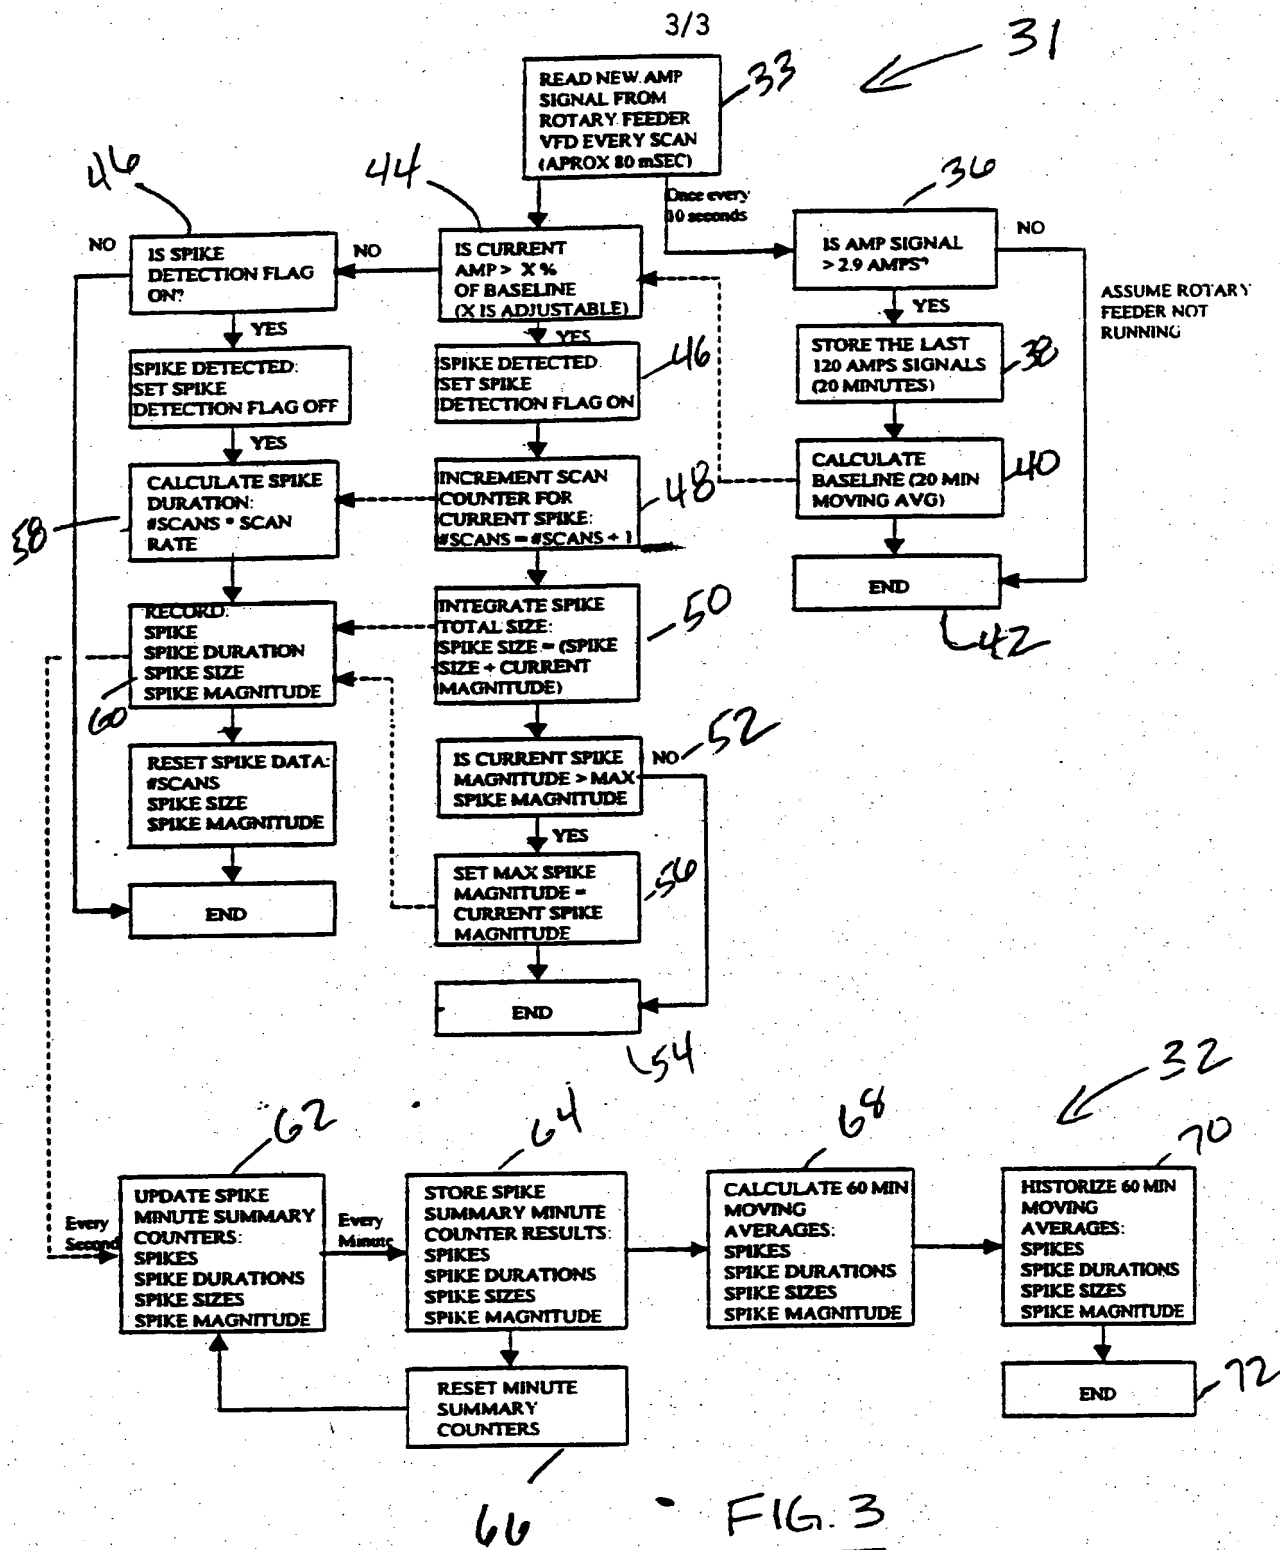 3/3
31
READ NEW AMP
SIGNAL FROM
ROTARY FEEDER
VFD EVERY SCAN
(APROX 80 mSEC)
33
46
44
36
Once every
10 seconds
NO
IS SPIKE
DETECTION FLAG
ON?
NO
IS CURRENT
AMP > X %
OF BASELINE
(X IS ADJUSTABLE)
IS AMP SIGNAL
> 2.9 AMPS?
NO
ASSUME ROTARY
FEEDER NOT
RUNNING
YES
YES
YES
SPIKE DETECTED:
SET SPIKE
DETECTION FLAG OFF
SPIKE DETECTED
SET SPIKE
DETECTION FLAG ON
46
STORE THE LAST
120 AMPS SIGNALS
(20 MINUTES)
38
YES
CALCULATE SPIKE
DURATION:
#SCANS * SCAN
RATE
58
INCREMENT SCAN
COUNTER FOR
CURRENT SPIKE:
#SCANS = #SCANS + 1
48
CALCULATE
BASELINE (20 MIN
MOVING AVG)
40
END
42
RECORD:
SPIKE
SPIKE DURATION
SPIKE SIZE
SPIKE MAGNITUDE
60
INTEGRATE SPIKE
TOTAL SIZE:
SPIKE SIZE = (SPIKE
SIZE + CURRENT
MAGNITUDE)
50
RESET SPIKE DATA:
#SCANS
SPIKE SIZE
SPIKE MAGNITUDE
IS CURRENT SPIKE
MAGNITUDE > MAX
SPIKE MAGNITUDE
NO
52
YES
END
SET MAX SPIKE
MAGNITUDE =
CURRENT SPIKE
MAGNITUDE
56
END
54
32
62
64
68
70
Every
Second
UPDATE SPIKE
MINUTE SUMMARY
COUNTERS:
SPIKES
SPIKE DURATIONS
SPIKE SIZES
SPIKE MAGNITUDE
Every
Minute
STORE SPIKE
SUMMARY MINUTE
COUNTER RESULTS:
SPIKES
SPIKE DURATIONS
SPIKE SIZES
SPIKE MAGNITUDE
CALCULATE 60 MIN
MOVING
AVERAGES:
SPIKES
SPIKE DURATIONS
SPIKE SIZES
SPIKE MAGNITUDE
HISTORIZE 60 MIN
MOVING
AVERAGES:
SPIKES
SPIKE DURATIONS
SPIKE SIZES
SPIKE MAGNITUDE
RESET MINUTE
SUMMARY
COUNTERS
66
END
72
FIG. 3